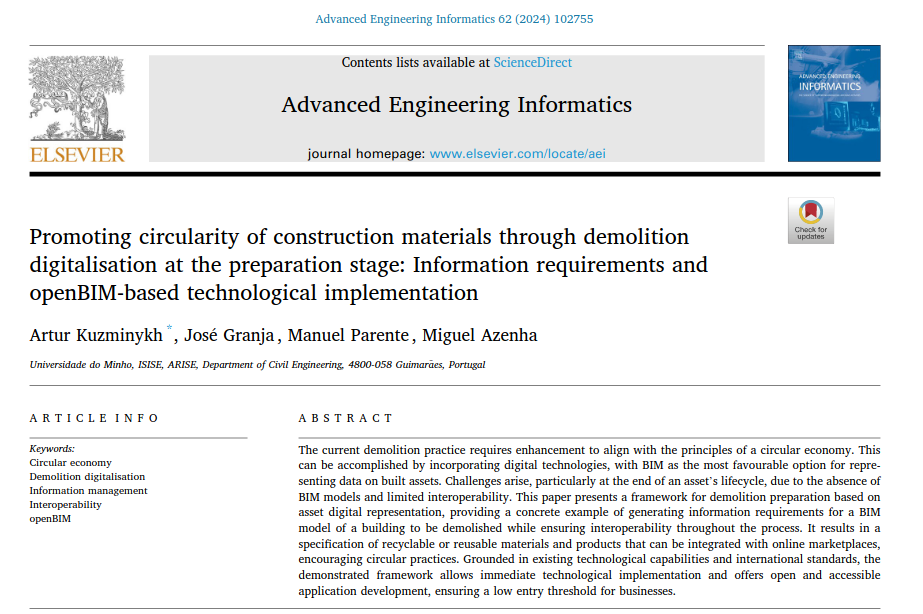 Advanced Engineering Informatics 62 (2024) 102755
Contents lists available at ScienceDirect
Advanced Engineering Informatics
journal homepage: www.elsevier.com/locate/aei
ELSEVIER
ADVANCED ENGINEERING
INFORMATICS
Check for
updates
Promoting circularity of construction materials through demolition
digitalisation at the preparation stage: Information requirements and
openBIM-based technological implementation
Artur Kuzminykh *, José Granja, Manuel Parente, Miguel Azenha
Universidade do Minho, ISISE, ARISE, Department of Civil Engineering, 4800-058 Guimarães, Portugal
ARTICLE INFO
Keywords:
Circular economy
Demolition digitalisation
Information management
Interoperability
openBIM
ABSTRACT
The current demolition practice requires enhancement to align with the principles of a circular economy. This
can be accomplished by incorporating digital technologies, with BIM as the most favourable option for repre-
senting data on built assets. Challenges arise, particularly at the end of an asset's lifecycle, due to the absence of
BIM models and limited interoperability. This paper presents a framework for demolition preparation based on
asset digital representation, providing a concrete example of generating information requirements for a BIM
model of a building to be demolished while ensuring interoperability throughout the process. It results in a
specification of recyclable or reusable materials and products that can be integrated with online marketplaces,
encouraging circular practices. Grounded in existing technological capabilities and international standards, the
demonstrated framework allows immediate technological implementation and offers open and accessible
application development, ensuring a low entry threshold for businesses.